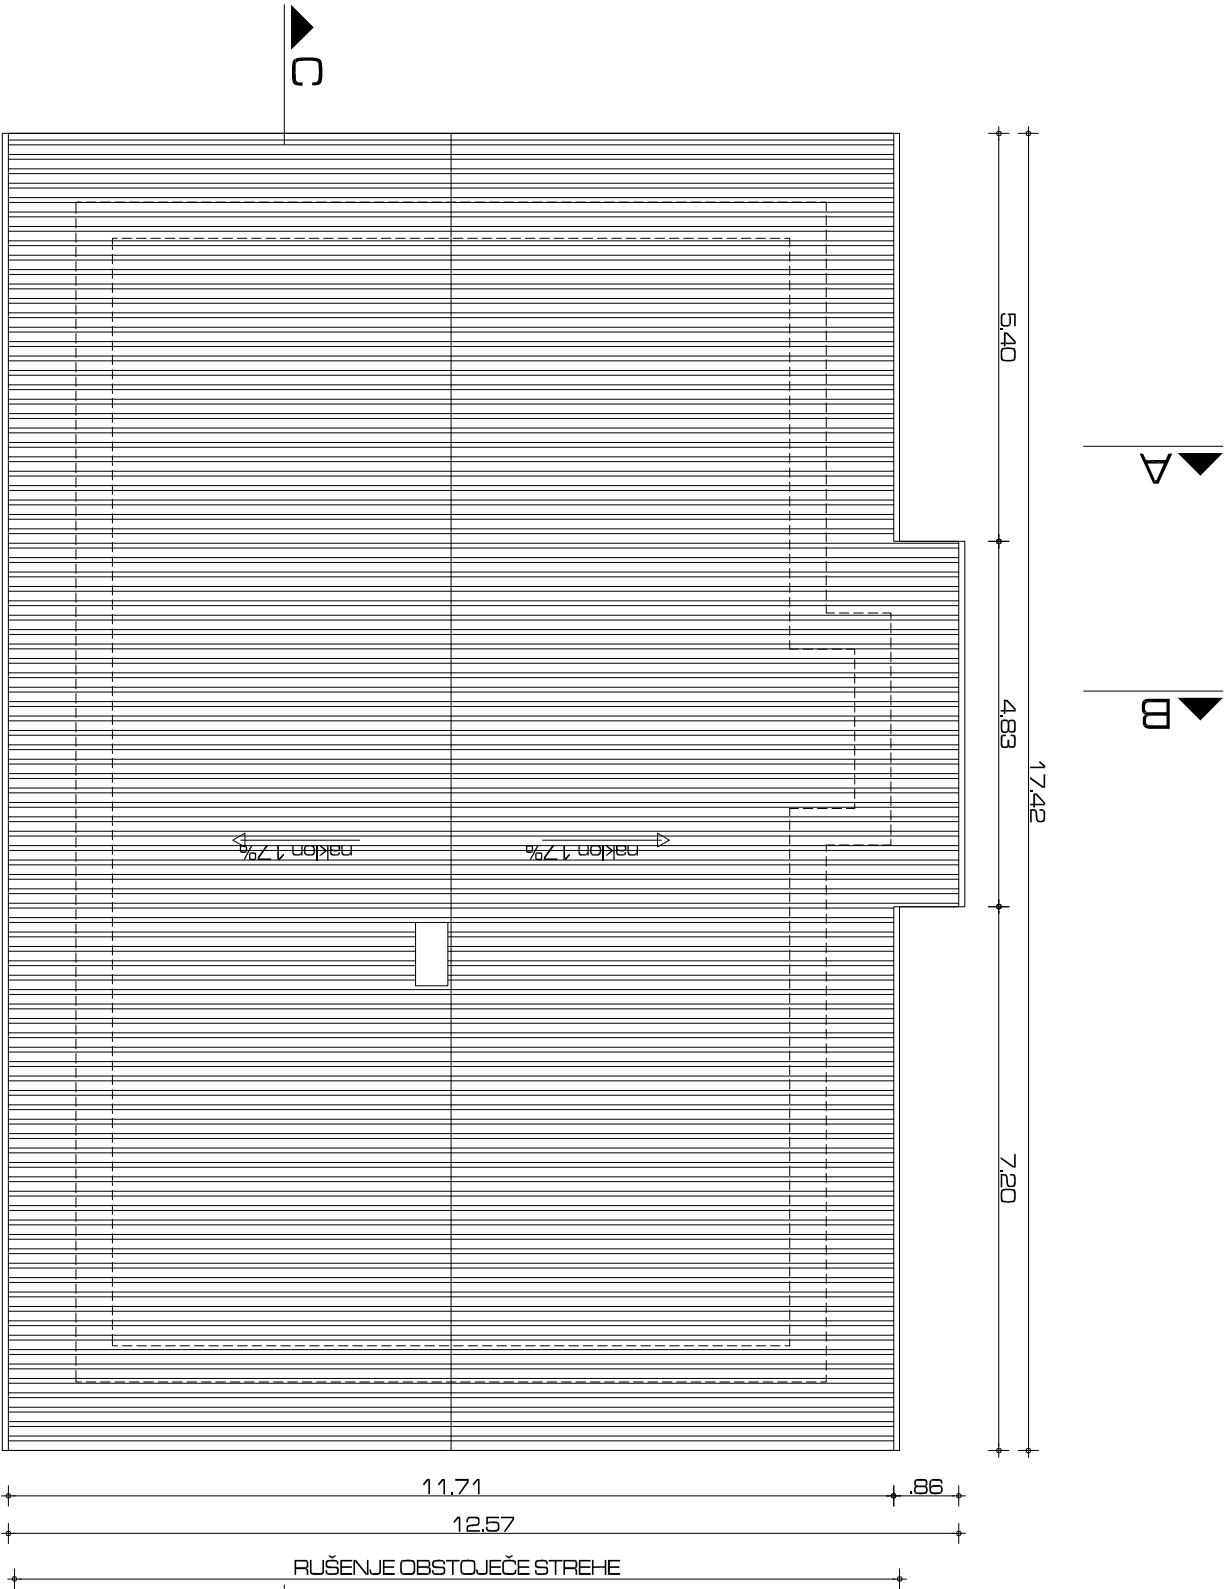 C
5.40
A
4.83
B
17.42
naklon 17%
naklon 17%
7.20
11.71
.86
12.57
RUŠENJE OBSTOJEČE STREHE